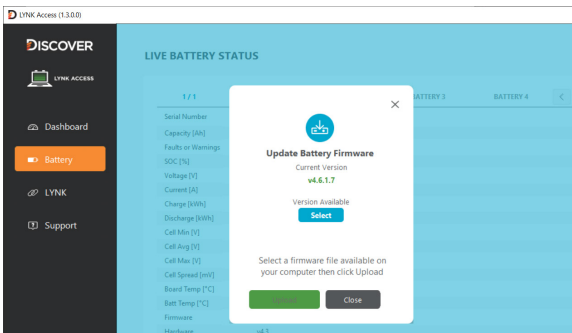 LYNK Access (1.3.0.0)
DISCOVER
LYNK ACCESS
Dashboard
Battery
LYNK
Support
LIVE BATTERY STATUS
1 / 1
BATTERY 3
BATTERY 4
Serial Number
Capacity [Ah]
Faults or Warnings
SOC [%]
Voltage [V]
Current [A]
Charge [kWh]
Discharge [kWh]
Cell Min [V]
Cell Avg [V]
Cell Max [V]
Cell Spread [mV]
Board Temp [°C]
Batt Temp [°C]
Firmware
Hardware
v4.3
Update Battery Firmware
Current Version
v4.6.1.7
Version Available
Select
Select a firmware file available on
your computer then click Upload
Upload
Close